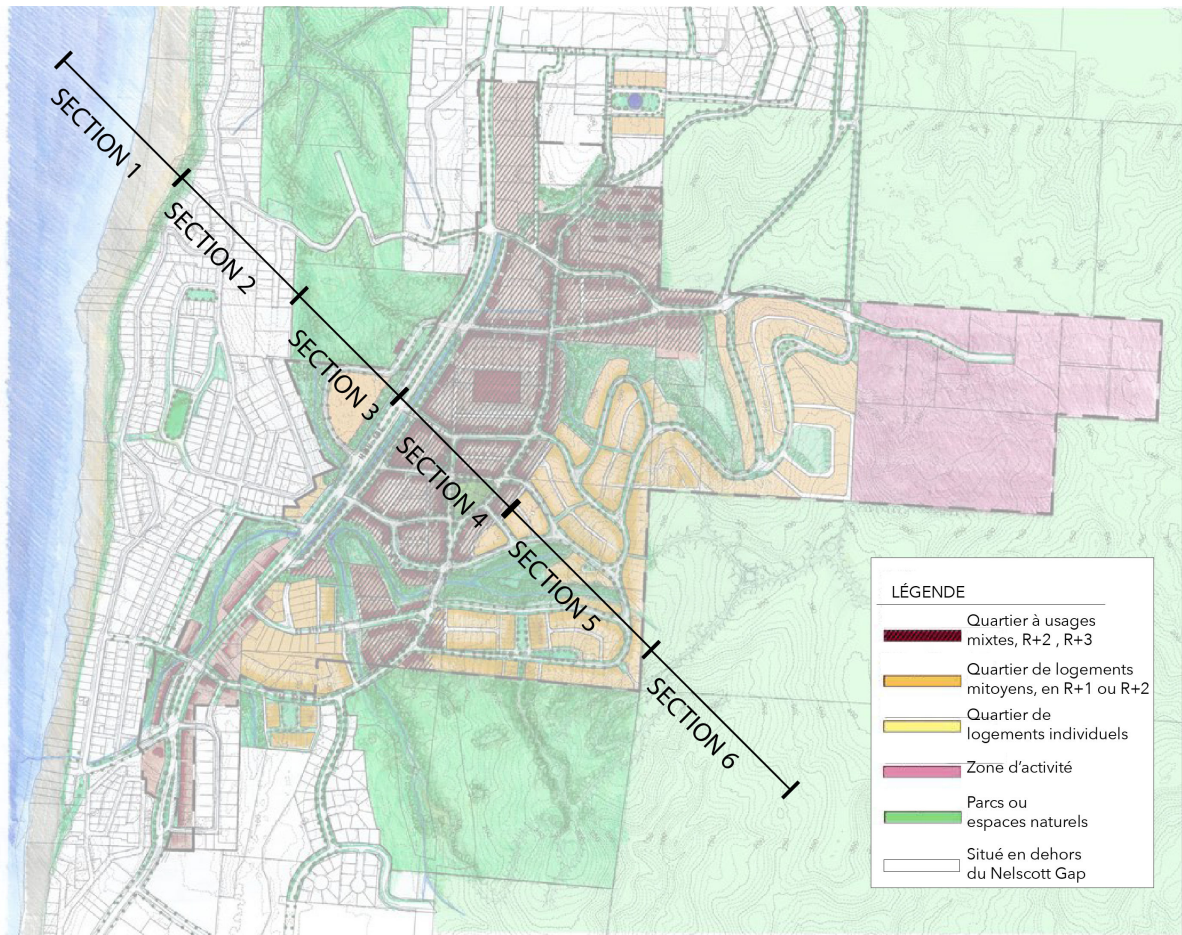 SECTION 1
SECTION 2
SECTION 3
SECTION 4
SECTION 5
SECTION 6
LÉGENDE
Quartier à usages
mixtes, R+2 , R+3
Quartier de logements
mitoyens, en R+1 ou R+2
Quartier de
logements individuels
Zone d'activité
Parcs ou
espaces naturels
Situé en dehors
du Nelscott Gap